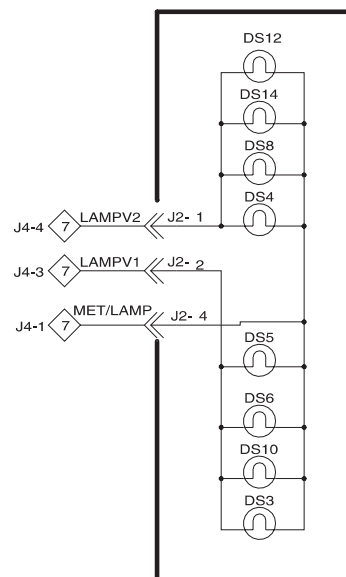 DS12
DS14
DS8
DS4
J4-4 7 LAMPV2 J2- 1
J4-3 7 LAMPV1 J2- 2
J4-1 7 MET/LAMP J2- 4
DS5
DS6
DS10
DS3